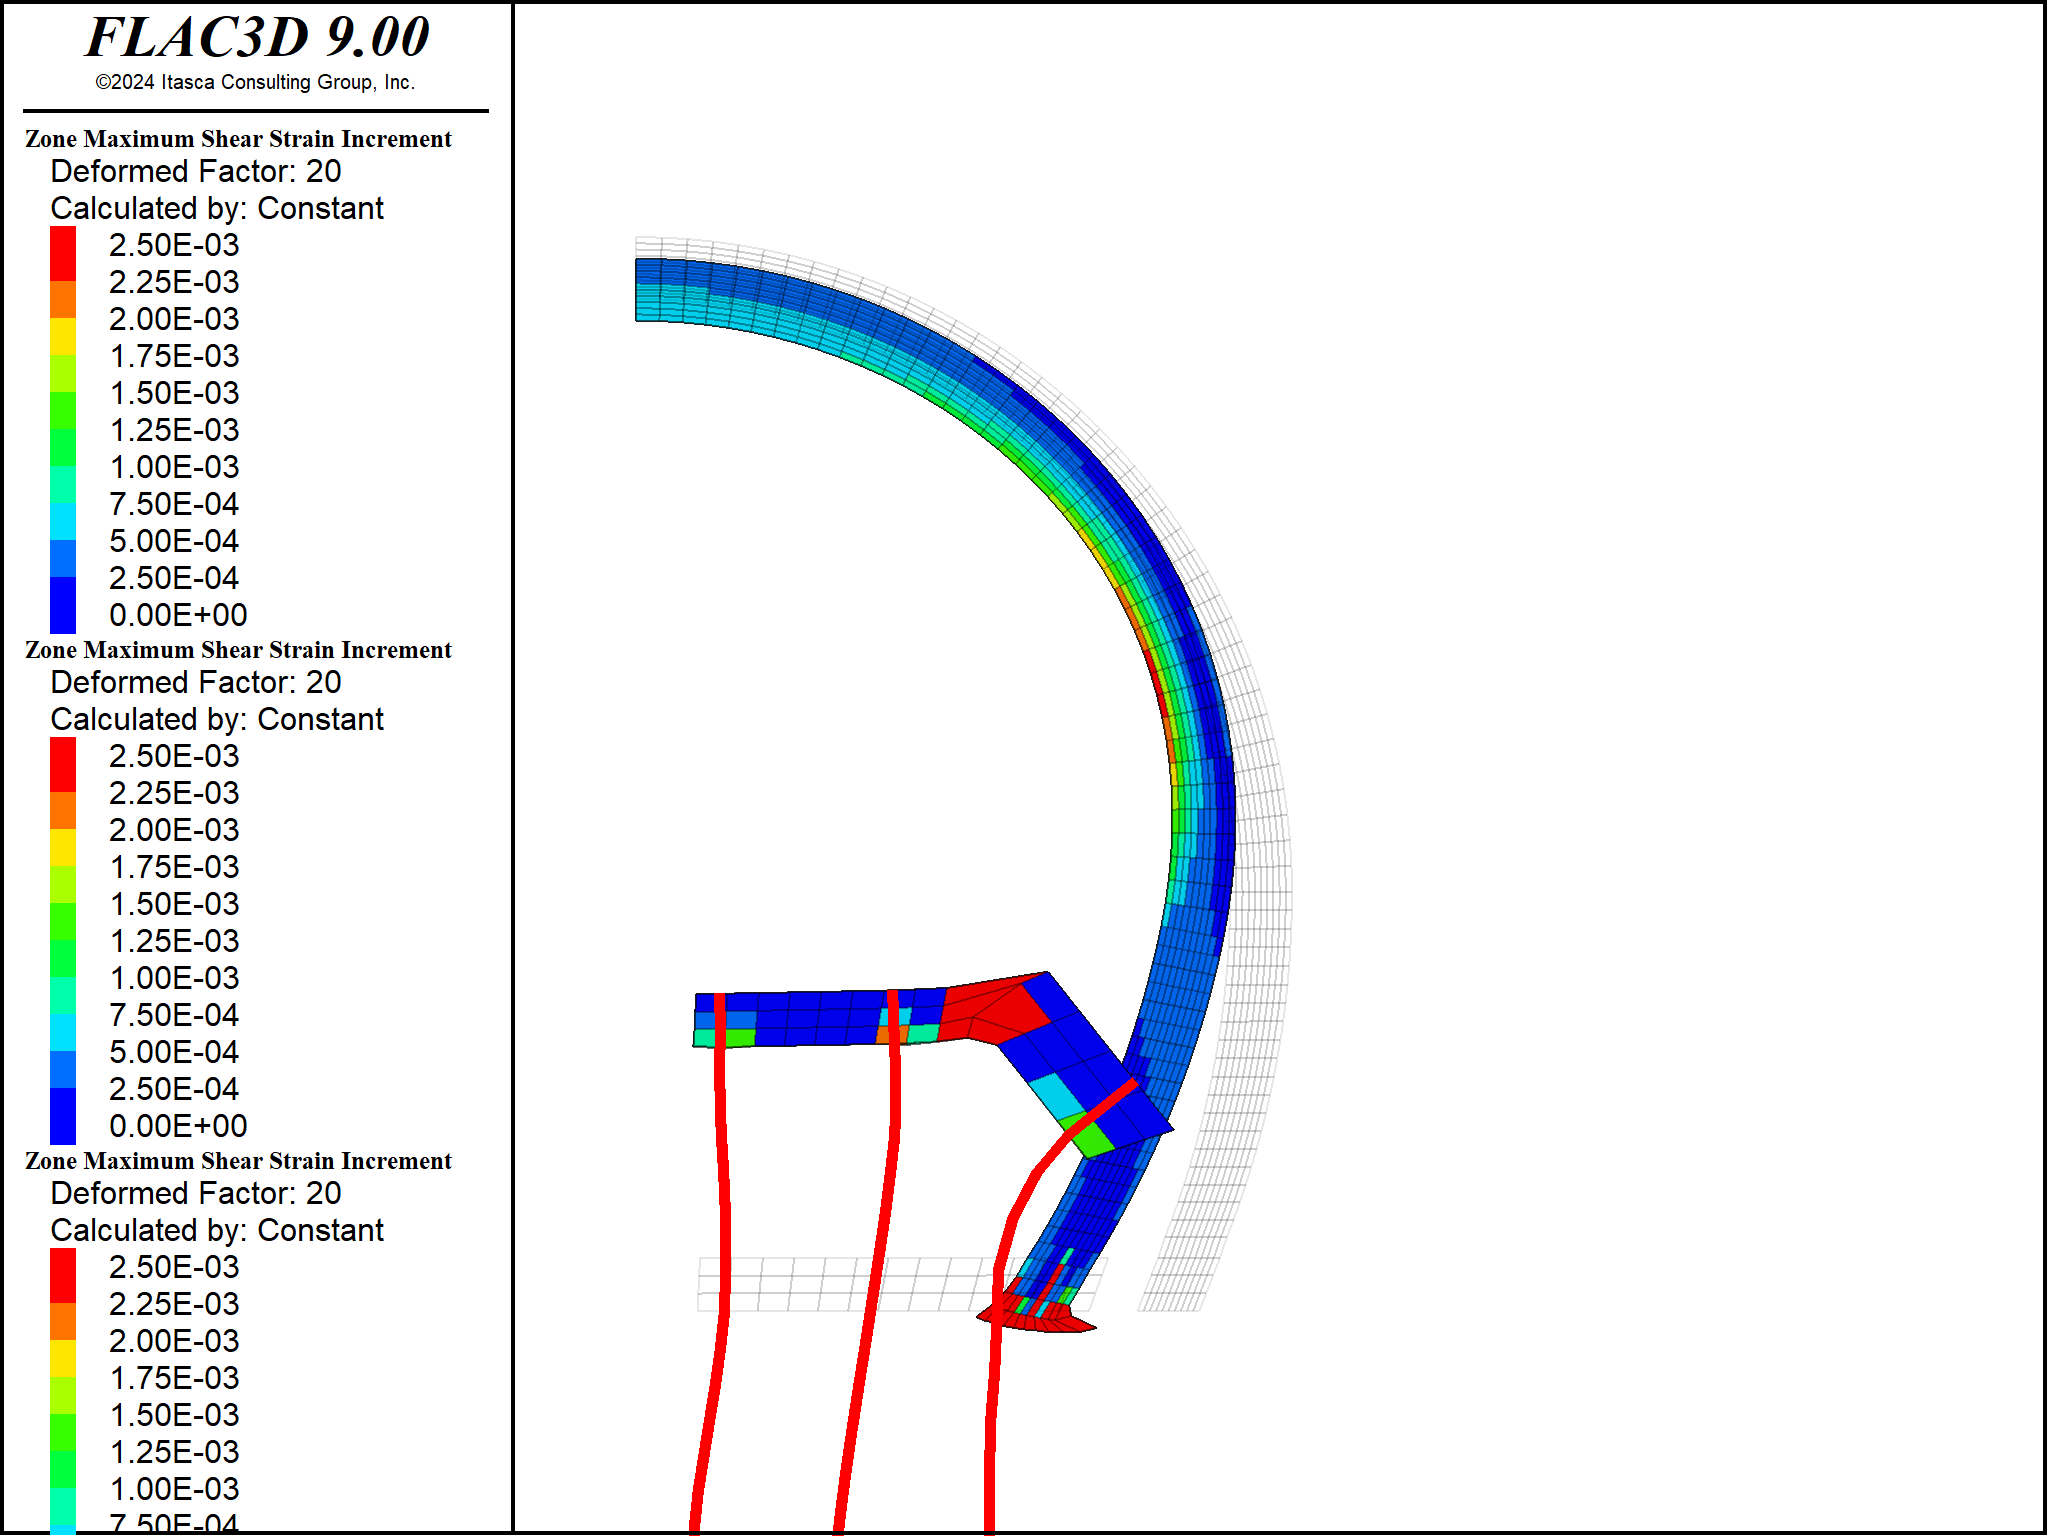 FLAC3D 9.00
©2024 Itasca Consulting Group, Inc.
Zone Maximum Shear Strain Increment
Deformed Factor: 20
Calculated by: Constant
2.50E-03
2.25E-03
2.00E-03
1.75E-03
1.50E-03
1.25E-03
1.00E-03
7.50E-04
5.00E-04
2.50E-04
0.00E+00
Zone Maximum Shear Strain Increment
Deformed Factor: 20
Calculated by: Constant
2.50E-03
2.25E-03
2.00E-03
1.75E-03
1.50E-03
1.25E-03
1.00E-03
7.50E-04
5.00E-04
2.50E-04
0.00E+00
Zone Maximum Shear Strain Increment
Deformed Factor: 20
Calculated by: Constant
2.50E-03
2.25E-03
2.00E-03
1.75E-03
1.50E-03
1.25E-03
1.00E-03
7.50E-04